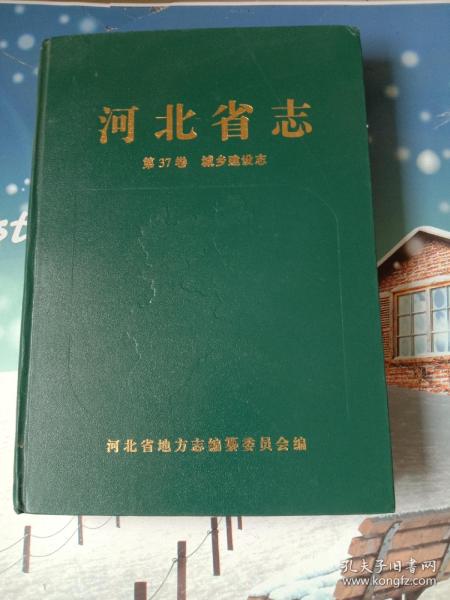 河北省志
第37卷 城乡建设志
st
河北省地方志编纂委员会编
孔夫子旧书网
www.kongfz.com